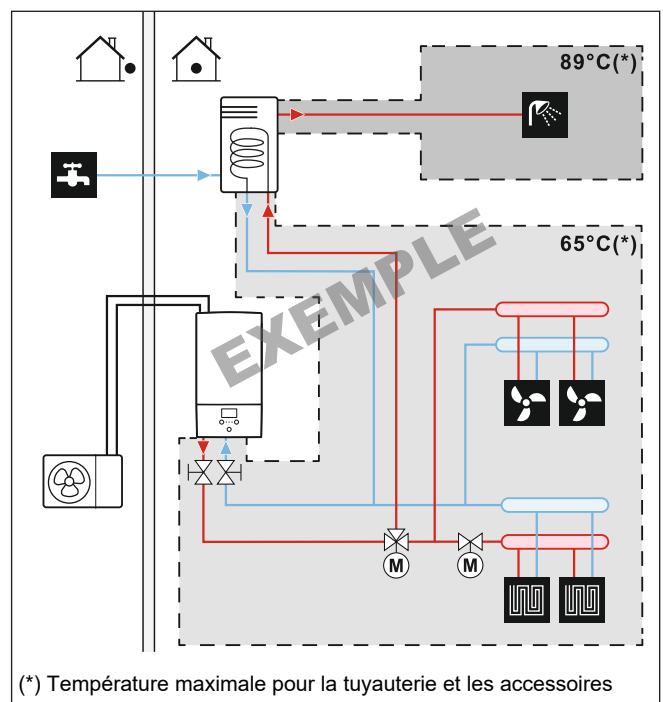 89°C(*)
65°C(*)
EXEMPLE
M
M
(*) Température maximale pour la tuyauterie et les accessoires